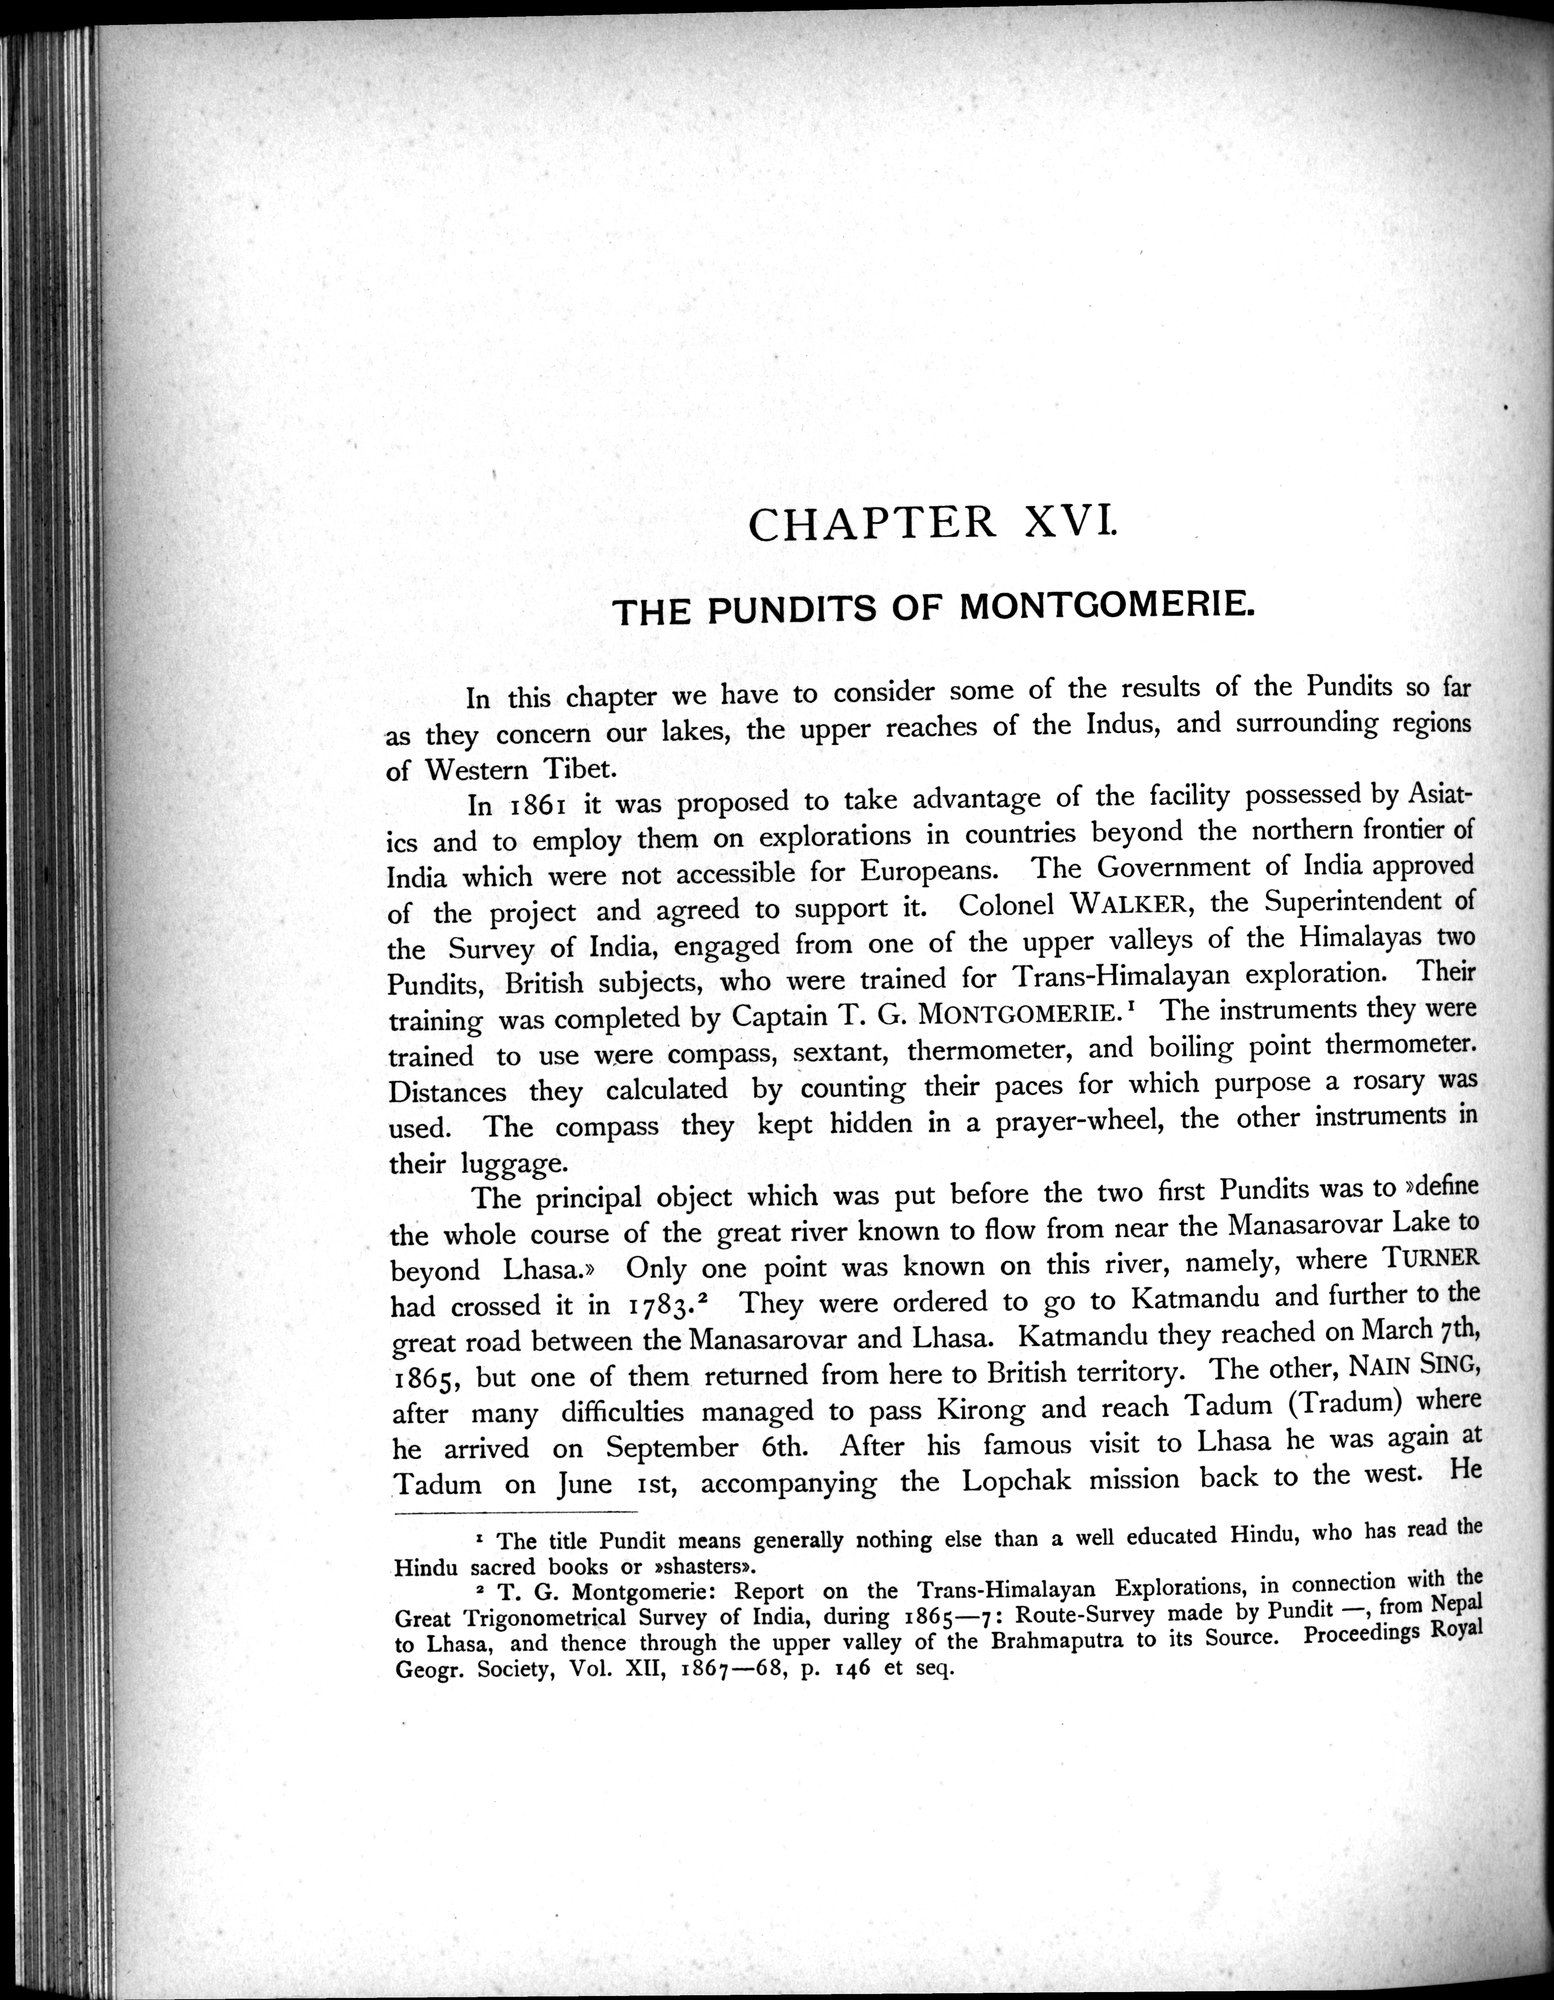 CHAPTER XVI.
THE PUNDITS OF MONTGOMERIE.
In this chapter we have to consider some of the results of the Pundits so far
as they concern our lakes, the upper reaches of the Indus, and surrounding regions
of Western Tibet.
In 1861 it was proposed to take advantage of the facility possessed by Asiat-
ics and to employ them on explorations in countries beyond the northern frontier of
India which were not accessible for Europeans. The Government of India approved
of the project and agreed to support it. Colonel WALKER, the Superintendent of
the Survey of India, engaged from one of the upper valleys of the Himalayas two
Pundits, British subjects, who were trained for Trans-Himalayan exploration. Their
training was completed by Captain T. G. MONTGOMERIE.¹ The instruments they were
trained to use were compass, sextant, thermometer, and boiling point thermometer.
Distances they calculated by counting their paces for which purpose a rosary was
used. The compass they kept hidden in a prayer-wheel, the other instruments in
their luggage.
The principal object which was put before the two first Pundits was to »define
the whole course of the great river known to flow from near the Manasarovar Lake to
beyond Lhasa.» Only one point was known on this river, namely, where TURNER
had crossed it in 1783.² They were ordered to go to Katmandu and further to the
great road between the Manasarovar and Lhasa. Katmandu they reached on March 7th,
1865, but one of them returned from here to British territory. The other, NAIN SING,
after many difficulties managed to pass Kirong and reach Tadum (Tradum) where
he arrived on September 6th. After his famous visit to Lhasa he was again at
Tadum on June 1st, accompanying the Lopchak mission back to the west. He
¹ The title Pundit means generally nothing else than a well educated Hindu, who has read the
Hindu sacred books or »shasters».
² T. G. Montgomerie: Report on the Trans-Himalayan Explorations, in connection with the
Great Trigonometrical Survey of India, during 1865—7: Route-Survey made by Pundit —, from Nepal
to Lhasa, and thence through the upper valley of the Brahmaputra to its Source. Proceedings Royal
Geogr. Society, Vol. XII, 1867—68, p. 146 et seq.